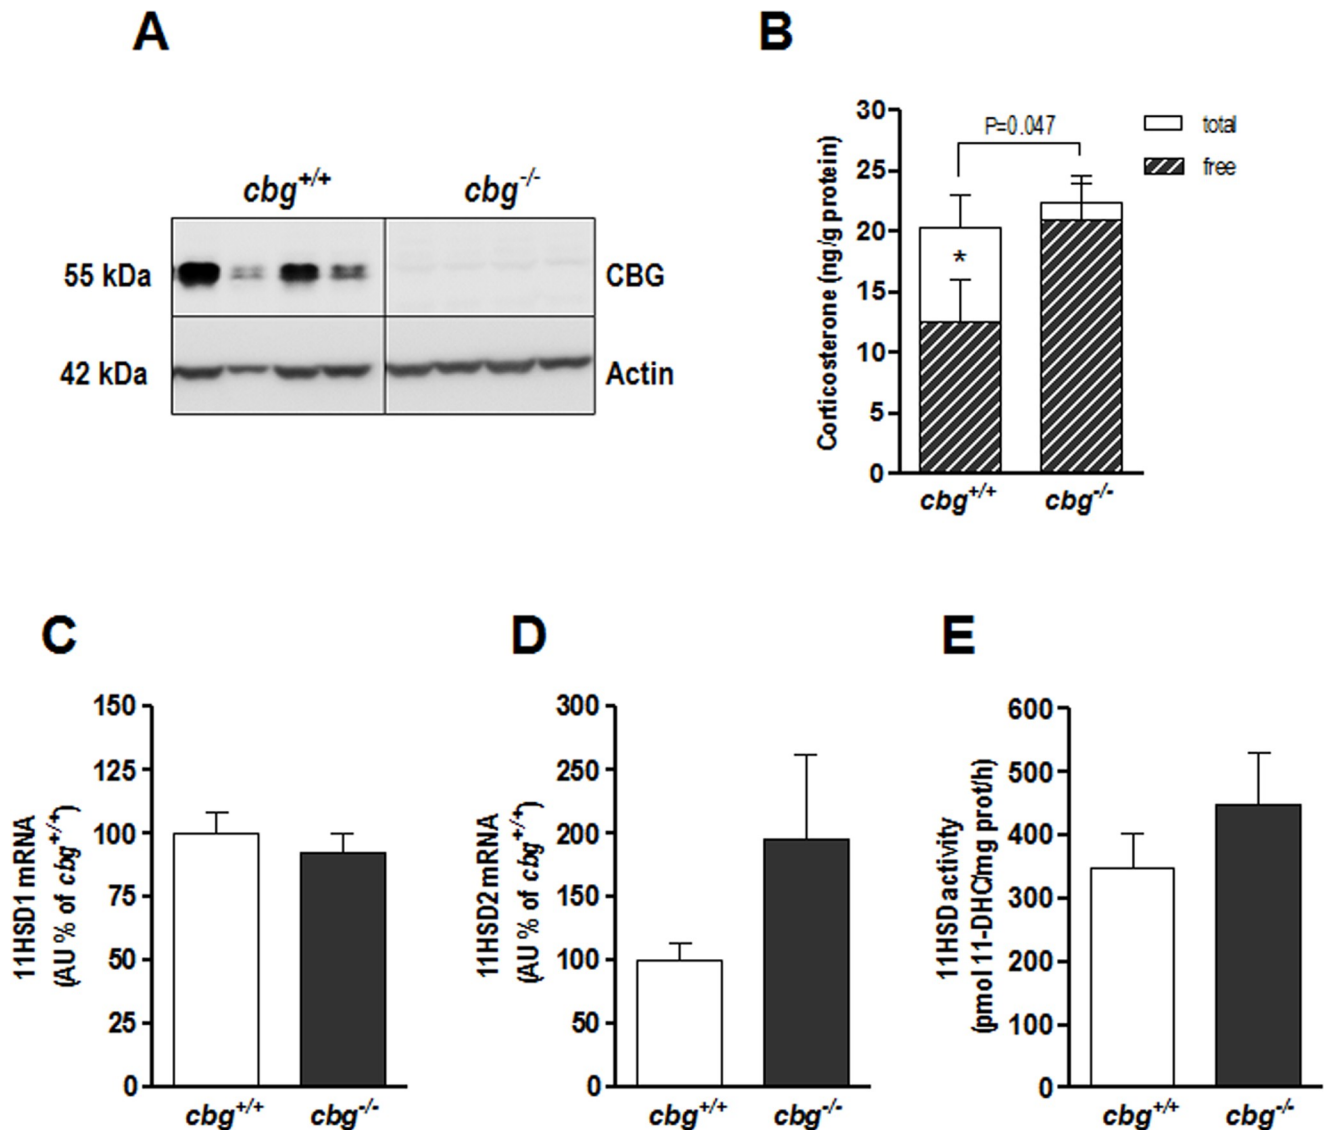 A
cbg+/+ cbg-/-
55 kDa CBG
42 kDa Actin
B
Corticosterone (ng/g protein)
30
25
20
15
10
5
0
P=0.047
*
total
free
cbg+/+ cbg-/-
C
11HSD1 mRNA
(AU % of cbg+/+)
150
125
100
75
50
25
0
cbg+/+ cbg-/-
D
11HSD2 mRNA
(AU % of cbg+/+)
300
250
200
150
100
50
0
cbg+/+ cbg-/-
E
11HSD activity
(pmol 11-DHC/mg prot/h)
600
500
400
300
200
100
0
cbg+/+ cbg-/-